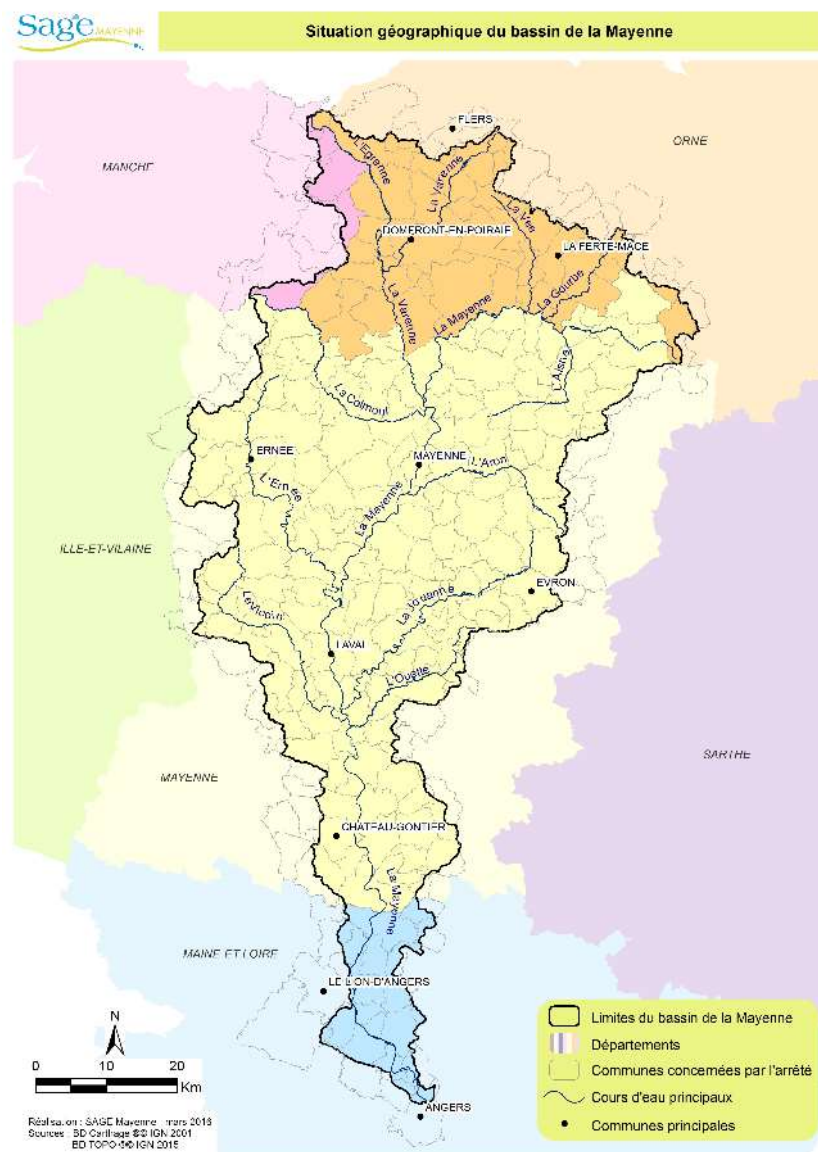 Sage MAYENNE
Situation géographique du bassin de la Mayenne
FLERS
MANCHE
ORNE
L'Egrenne
La Varenne
La Vée
DOMFRONT-EN-POIRAIE
LA FERTE-MACE
La Gourbe
La Varenne
La Mayenne
L'Aisne
La Colmont
ERNEE
MAYENNE
L'Aron
L'Ernée
La Mayenne
ILLE-ET-VILAINE
EVRON
La Jouanne
Le Vicoin
LAVAL
L'Ouette
SARTHE
MAYENNE
CHATEAU-GONTIER
La Mayenne
MAINE ET LOIRE
LE LION-D'ANGERS
N
0 10 20
Km
ANGERS
Limites du bassin de la Mayenne
Départements
Communes concernées par l'arrêté
Cours d'eau principaux
Communes principales
Réalisation : SAGE Mayenne mars 2016
Sources : BD Carthage ©© IGN 2001
BD TOPO ©© IGN 2015